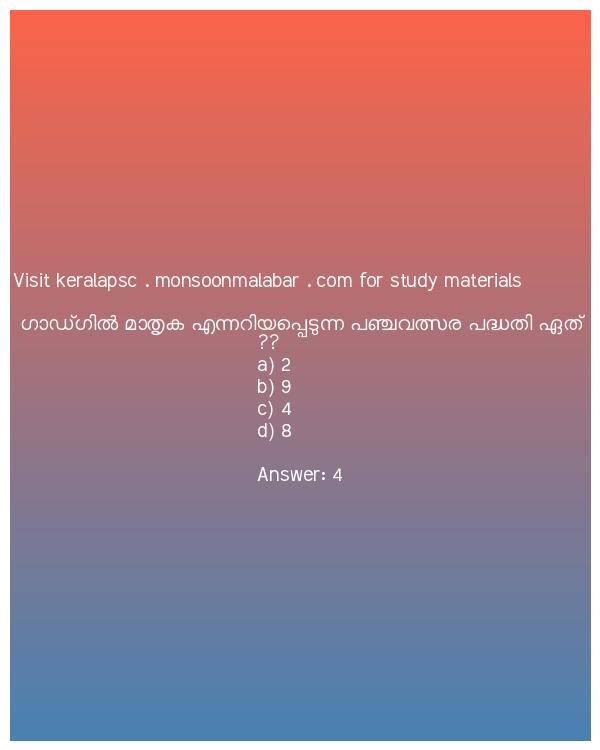 Visit keralapsc . monsoonmalabar . com for study materials
ഗാഡ്ഗിൽ മാതൃക എന്നറിയപ്പെടുന്ന പഞ്ചവത്സര പദ്ധതി ഏത്
??
a) 2
b) 9
c) 4
d) 8
Answer: 4